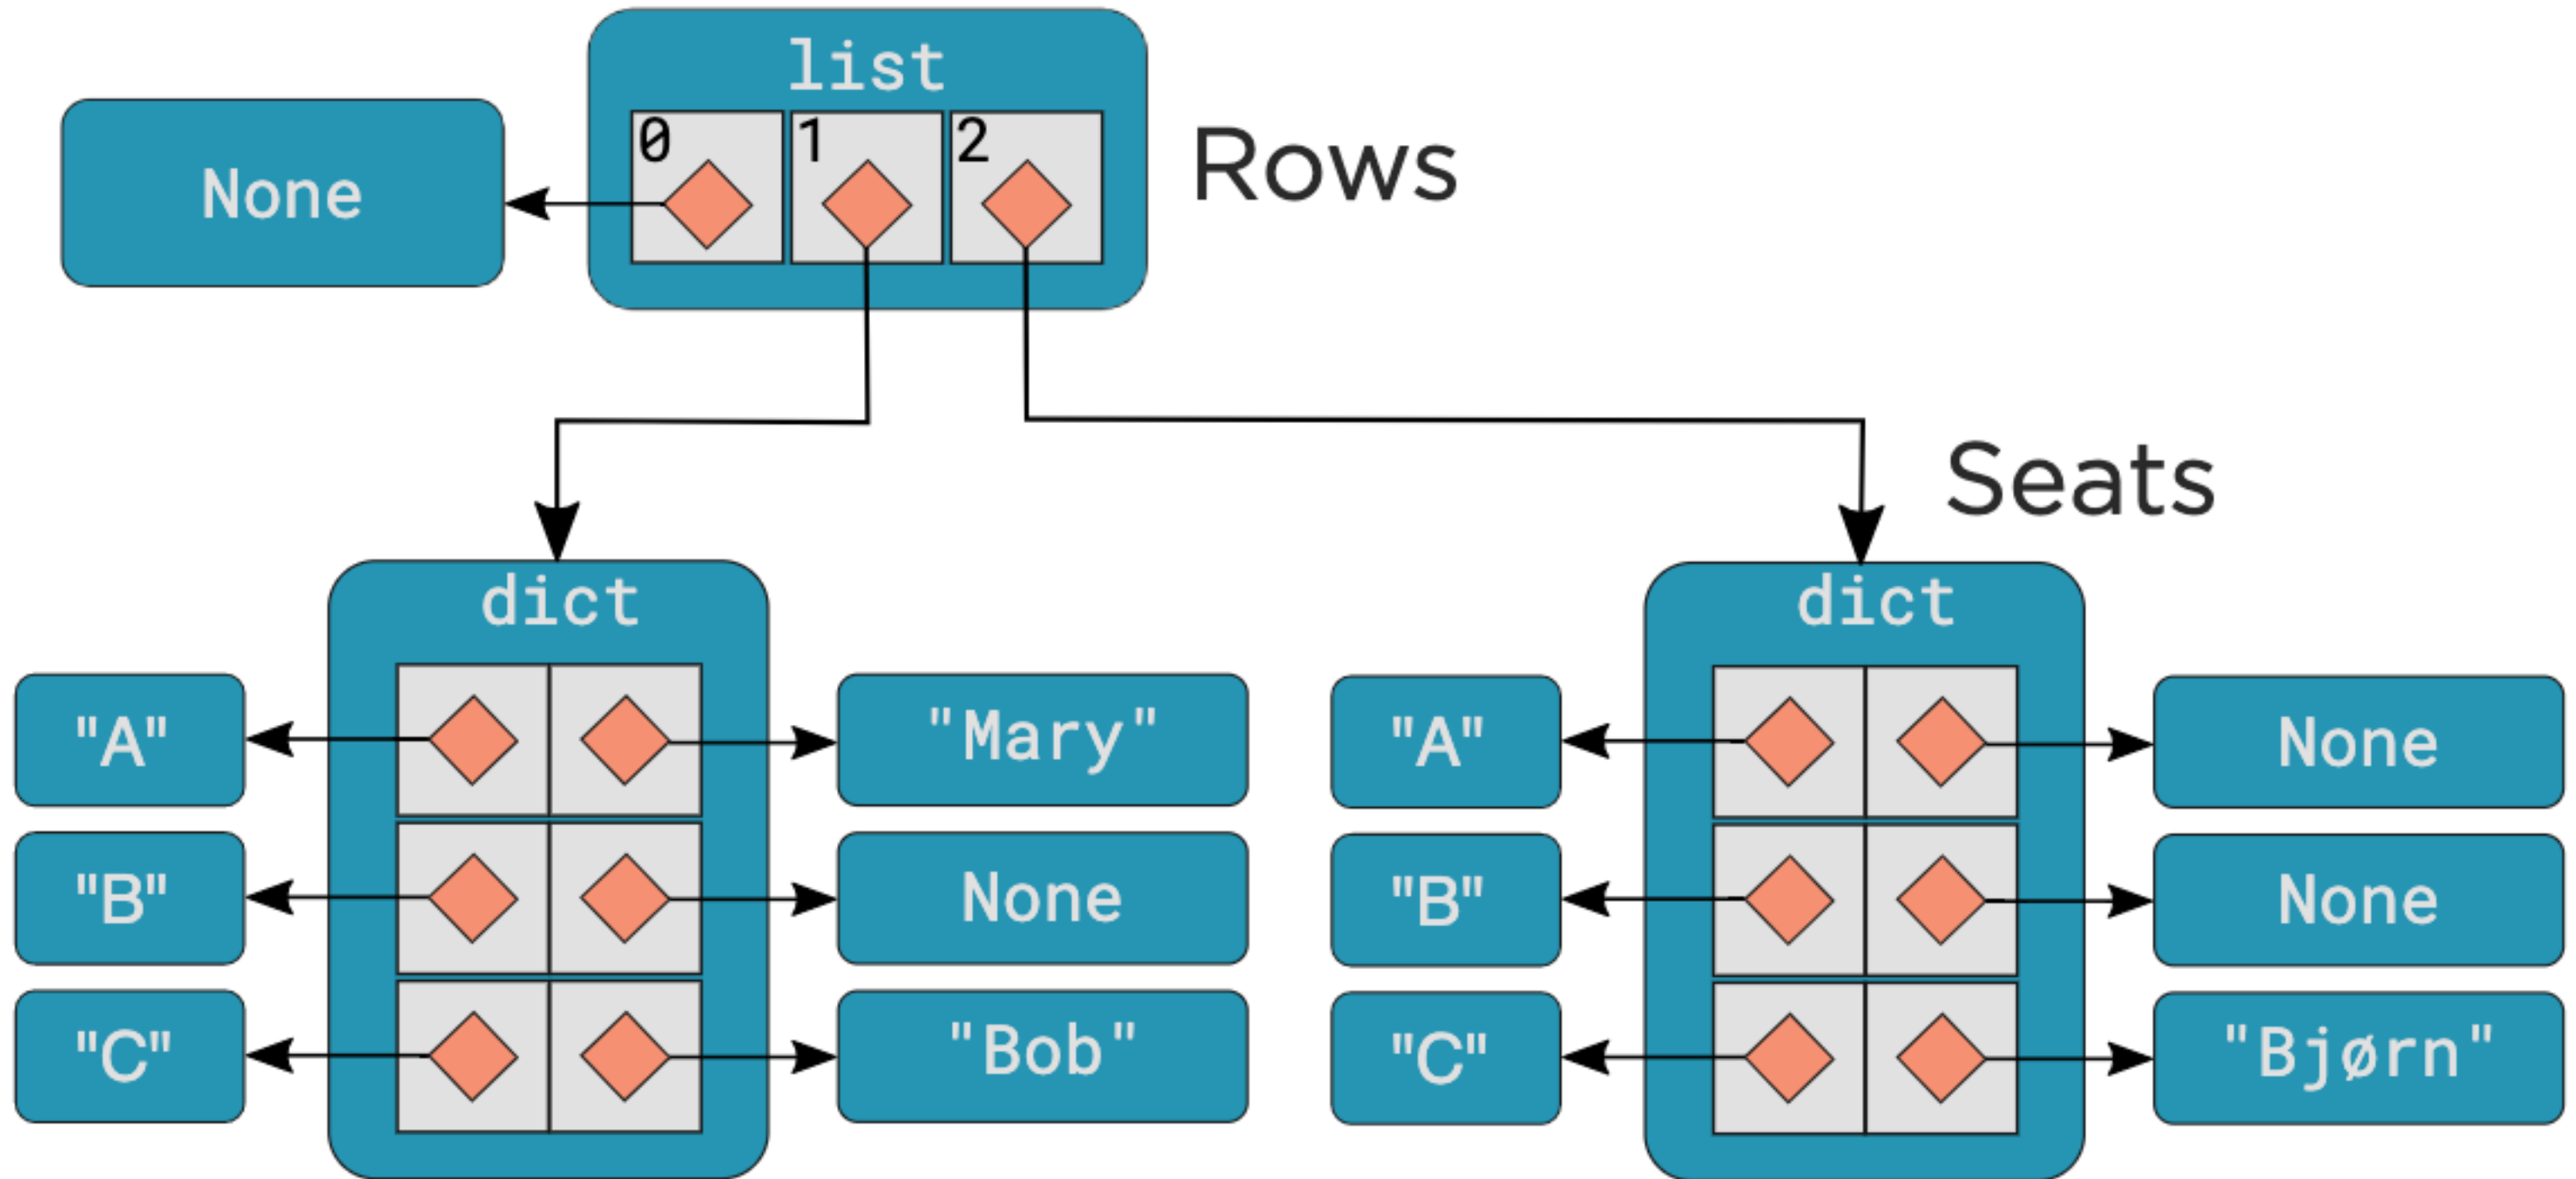 list
0 1 2
None
Rows
Seats
dict
"A" "Mary"
"B" None
"C" "Bob"
dict
"A" None
"B" None
"C" "Bjørn"